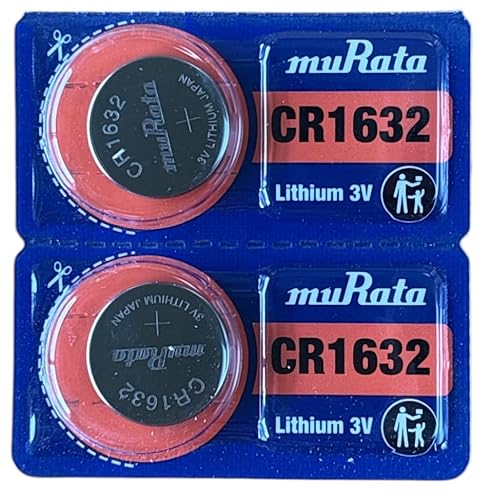 muRata
CR1632
Lithium 3V
CR1632
muRata
+
3V LITHIUM JAPAN
muRata
CR1632
Lithium 3V
3V LITHIUM JAPAN
+
muRata
CR1632